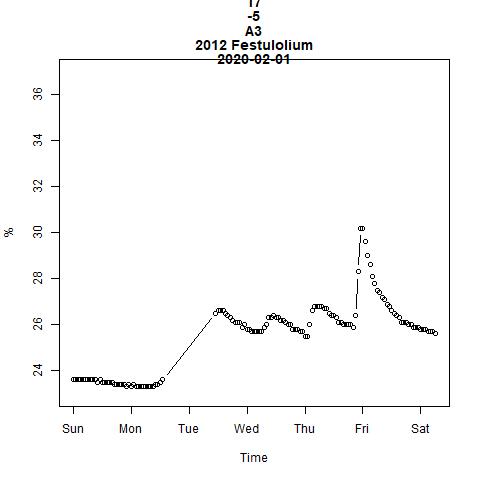 17
-5
A3
2012 Festulolium
2020-02-01
36
34
32
30
28
26
24
%
Sun Mon Tue Wed Thu Fri Sat
Time